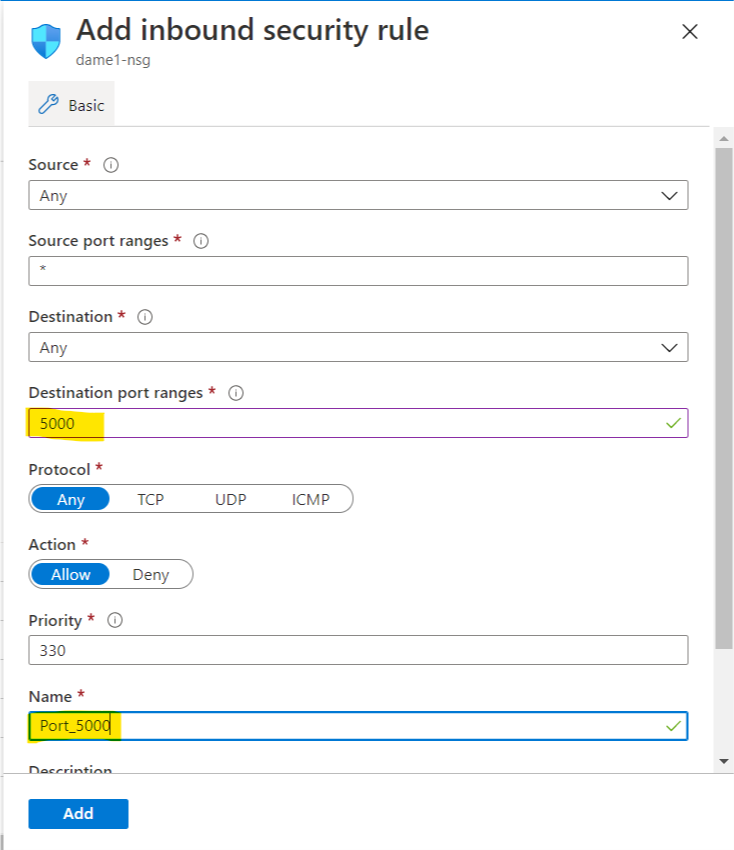 Add inbound security rule
dame1-nsg
Basic
Source *
Any
Source port ranges *
*
Destination *
Any
Destination port ranges *
5000
Protocol *
Any TCP UDP ICMP
Action *
Allow Deny
Priority *
330
Name *
Port_5000
Description
Add